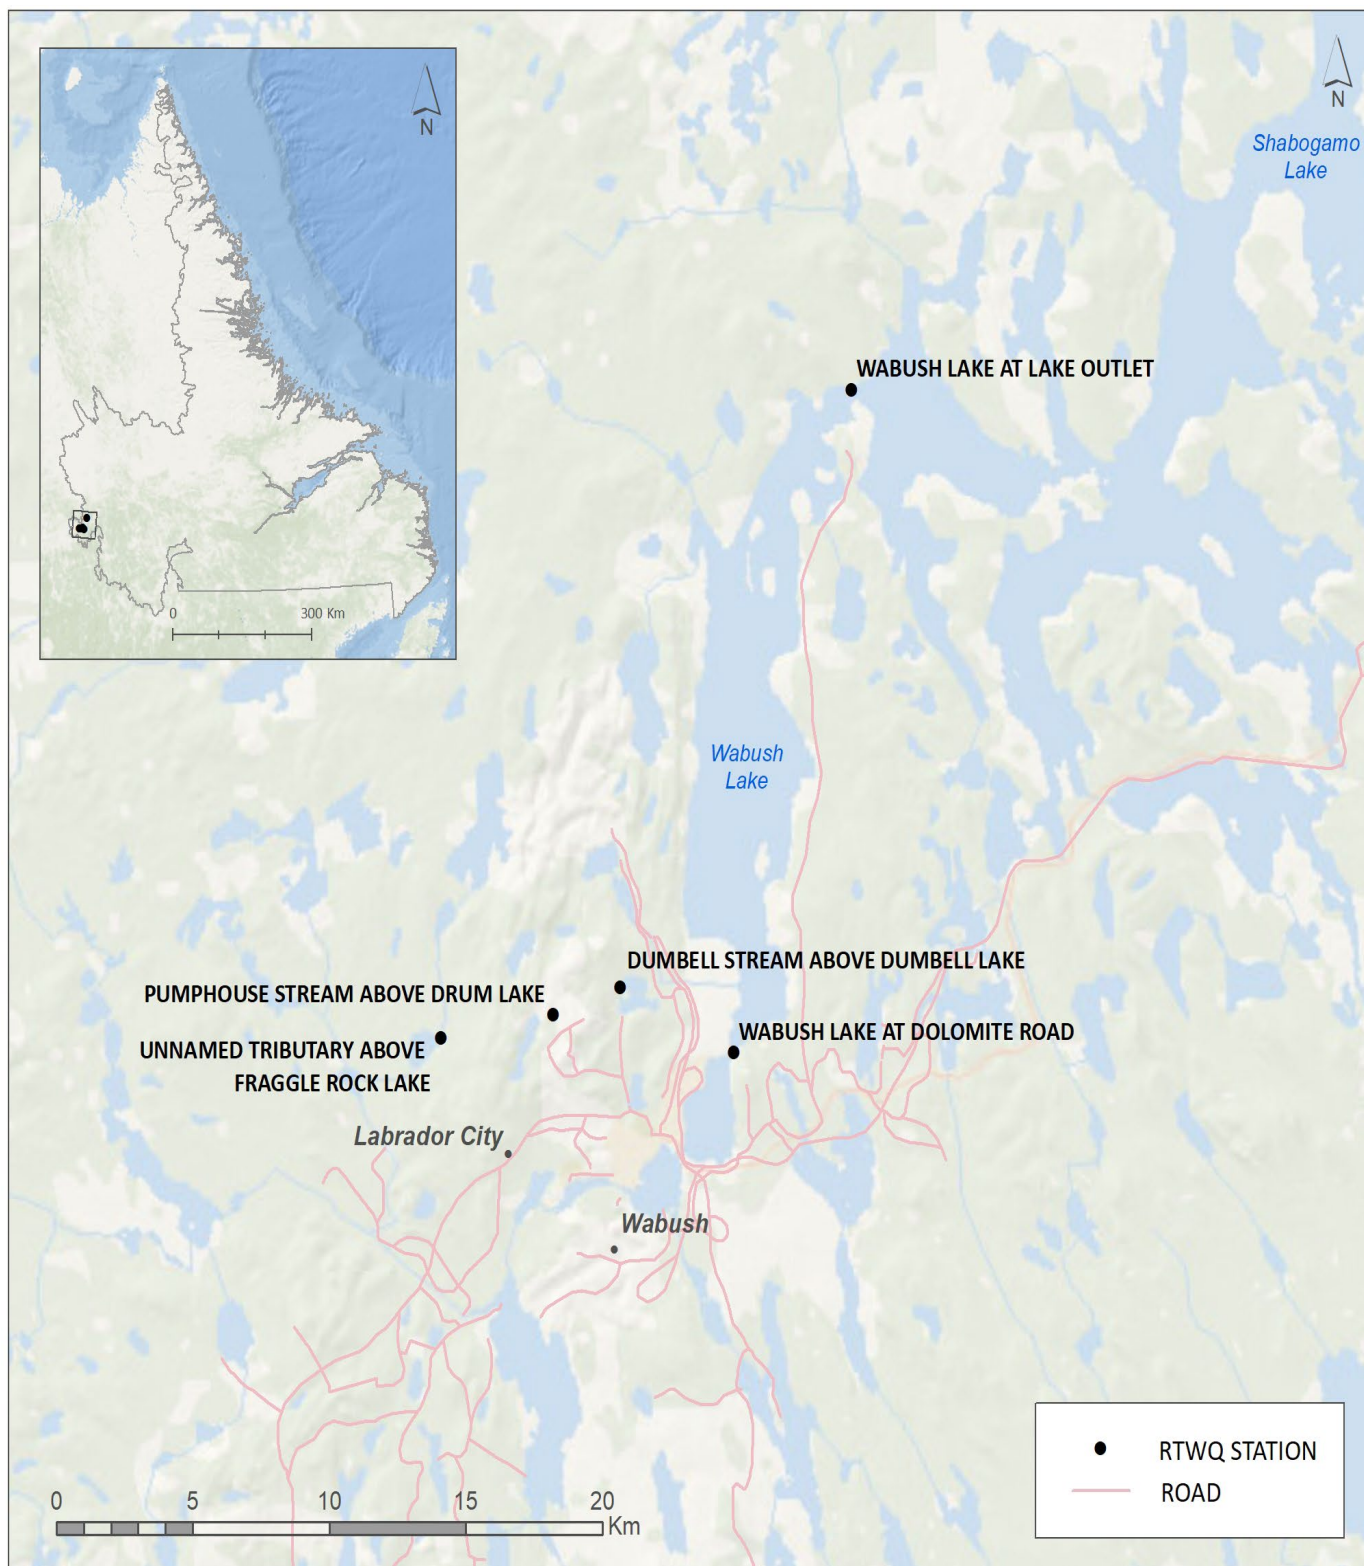 N
N
Shabogamo
Lake
WABUSH LAKE AT LAKE OUTLET
0
300 Km
Wabush
Lake
DUMBELL STREAM ABOVE DUMBELL LAKE
PUMPHOUSE STREAM ABOVE DRUM LAKE
WABUSH LAKE AT DOLOMITE ROAD
UNNAMED TRIBUTARY ABOVE
FRAGGLE ROCK LAKE
Labrador City
Wabush
RTWQ STATION
ROAD
0 5 10 15 20
Km